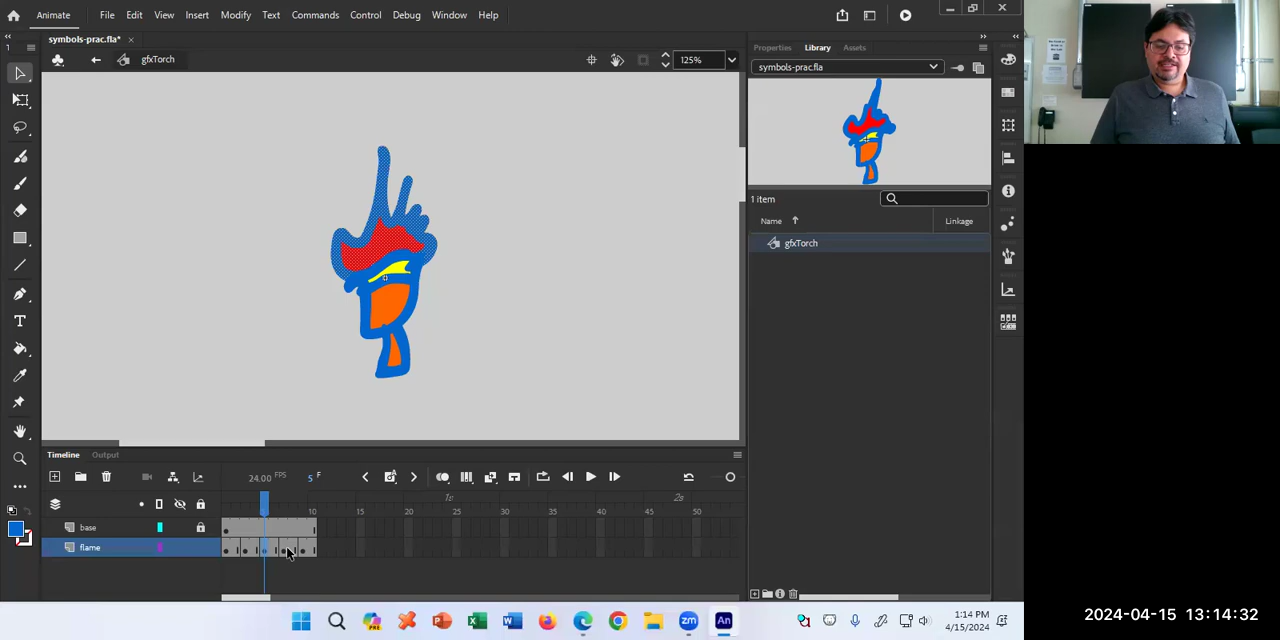 Animate File Edit View Insert Modify Text Commands Control Debug Window Help
symbols-prac.fla* ×
gfxTorch 125%
Properties Library Assets
symbols-prac.fla
1 item
Name Linkage
gfxTorch
Timeline Output
24.00 FPS 5 F
1s 2s
10 15 20 25 30 35 40 45 50
base
flame
1:14 PM
4/15/2024
2024-04-15 13:14:32